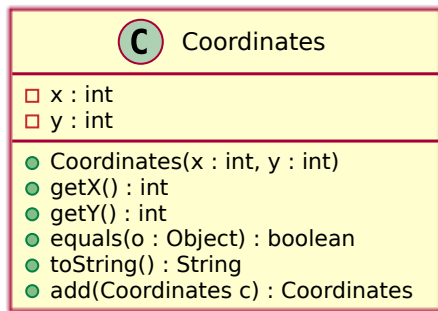 C Coordinates
x : int
y : int
Coordinates(x : int, y : int)
getX() : int
getY() : int
equals(o : Object) : boolean
toString() : String
add(Coordinates c) : Coordinates